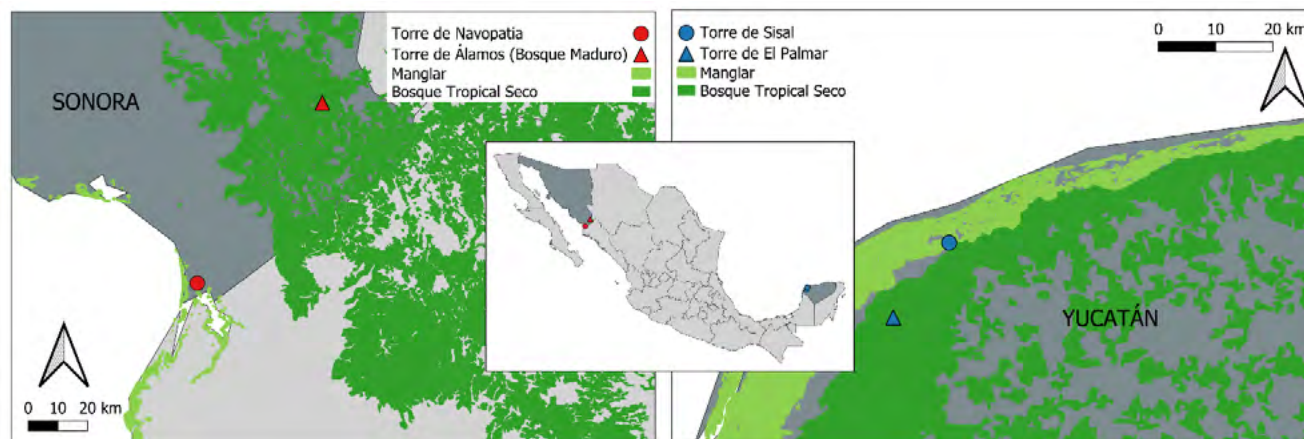 Torre de Navopatia
Torre de Álamos (Bosque Maduro)
Manglar
Bosque Tropical Seco
SONORA
0 10 20 km
Torre de Sisal
Torre de El Palmar
Manglar
Bosque Tropical Seco
0 10 20 km
YUCATÁN